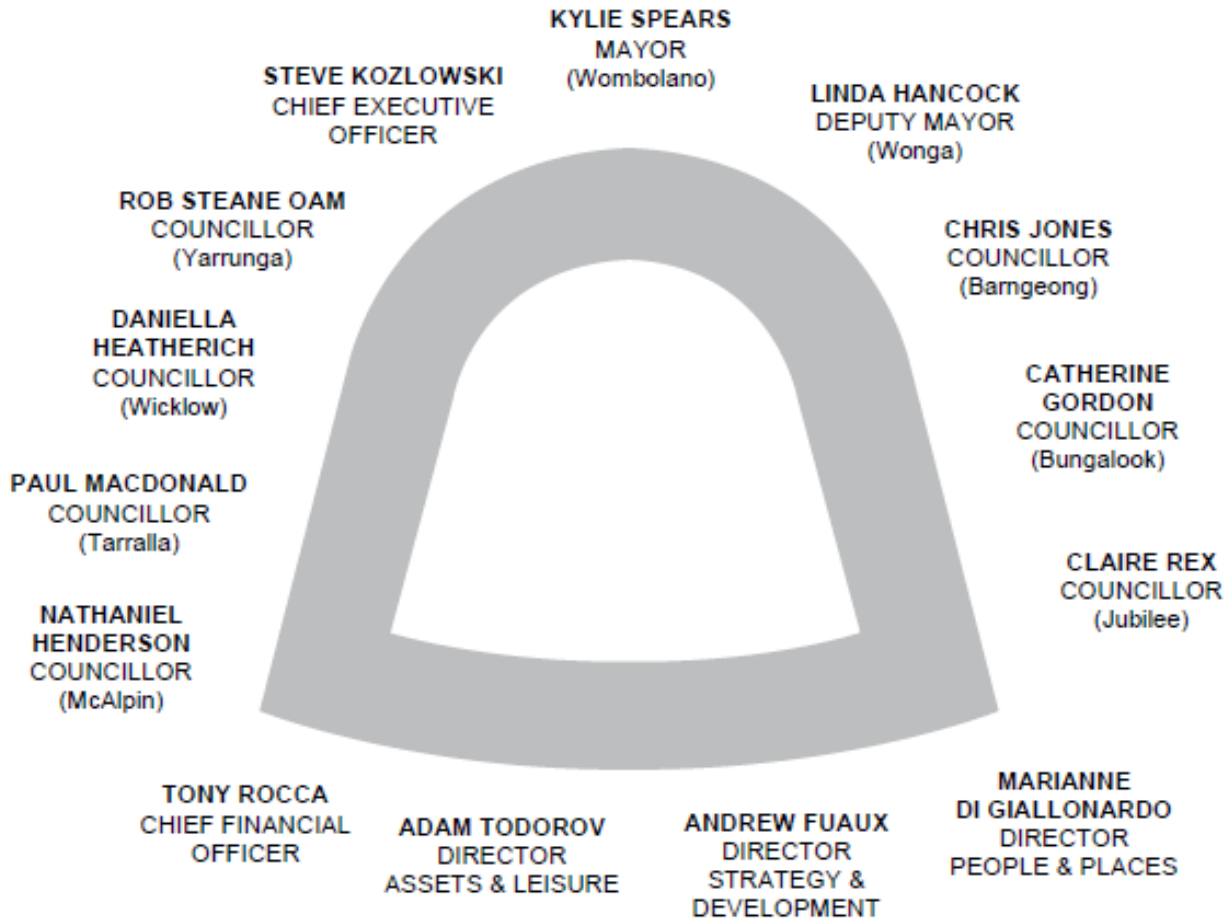 KYLIE SPEARS
MAYOR
(Wombolano)
STEVE KOZLOWSKI
CHIEF EXECUTIVE
OFFICER
LINDA HANCOCK
DEPUTY MAYOR
(Wonga)
ROB STEANE OAM
COUNCILLOR
(Yarrunga)
CHRIS JONES
COUNCILLOR
(Barngeong)
DANIELLA
HEATHERICH
COUNCILLOR
(Wicklow)
CATHERINE
GORDON
COUNCILLOR
(Bungalook)
PAUL MACDONALD
COUNCILLOR
(Tarralla)
CLAIRE REX
COUNCILLOR
(Jubilee)
NATHANIEL
HENDERSON
COUNCILLOR
(McAlpin)
TONY ROCCA
CHIEF FINANCIAL
OFFICER
ADAM TODOROV
DIRECTOR
ASSETS & LEISURE
ANDREW FUAUX
DIRECTOR
STRATEGY &
DEVELOPMENT
MARIANNE
DI GIALLONARDO
DIRECTOR
PEOPLE & PLACES